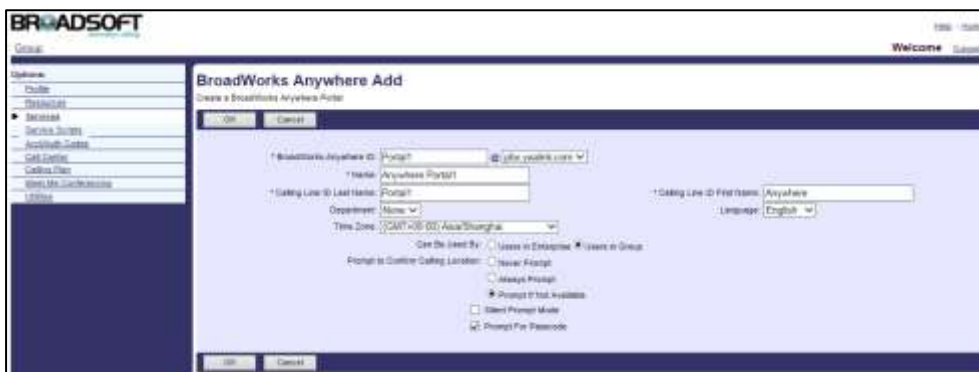 BROADSOFT
Help - Home
Group
Welcome
Options:
Profile
Resources
Services
Service Scripts
Acct/Auth Codes
Call Center
Calling Plan
Meet-Me Conferencing
Utilities
BroadWorks Anywhere Add
Create a BroadWorks Anywhere Portal
OK Cancel
* BroadWorks Anywhere ID: Portal1 @
* Name: Anywhere Portal1
* Calling Line ID Last Name: Portal1 * Calling Line ID First Name: Anywhere
Department: None Language: English
Time Zone: (GMT+08:00) Asia/Shanghai
Can Be Used By: Users in Enterprise Users in Group
Prompt to Confirm Calling Location: Never Prompt
Always Prompt
Prompt If Not Available
Silent Prompt Mode
Prompt For Passcode
OK Cancel